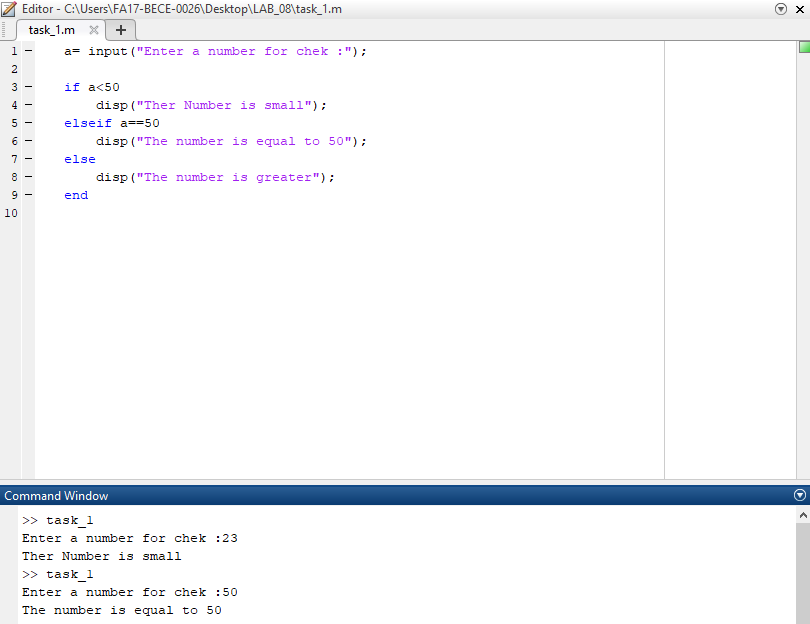 Editor - C:\Users\FA17-BECE-0026\Desktop\LAB_08\task_1.m
task_1.m
1 a= input("Enter a number for chek :");
2
3 if a<50
4 disp("Ther Number is small");
5 elseif a==50
6 disp("The number is equal to 50");
7 else
8 disp("The number is greater");
9 end
10
Command Window
>> task_1
Enter a number for chek :23
Ther Number is small
>> task_1
Enter a number for chek :50
The number is equal to 50